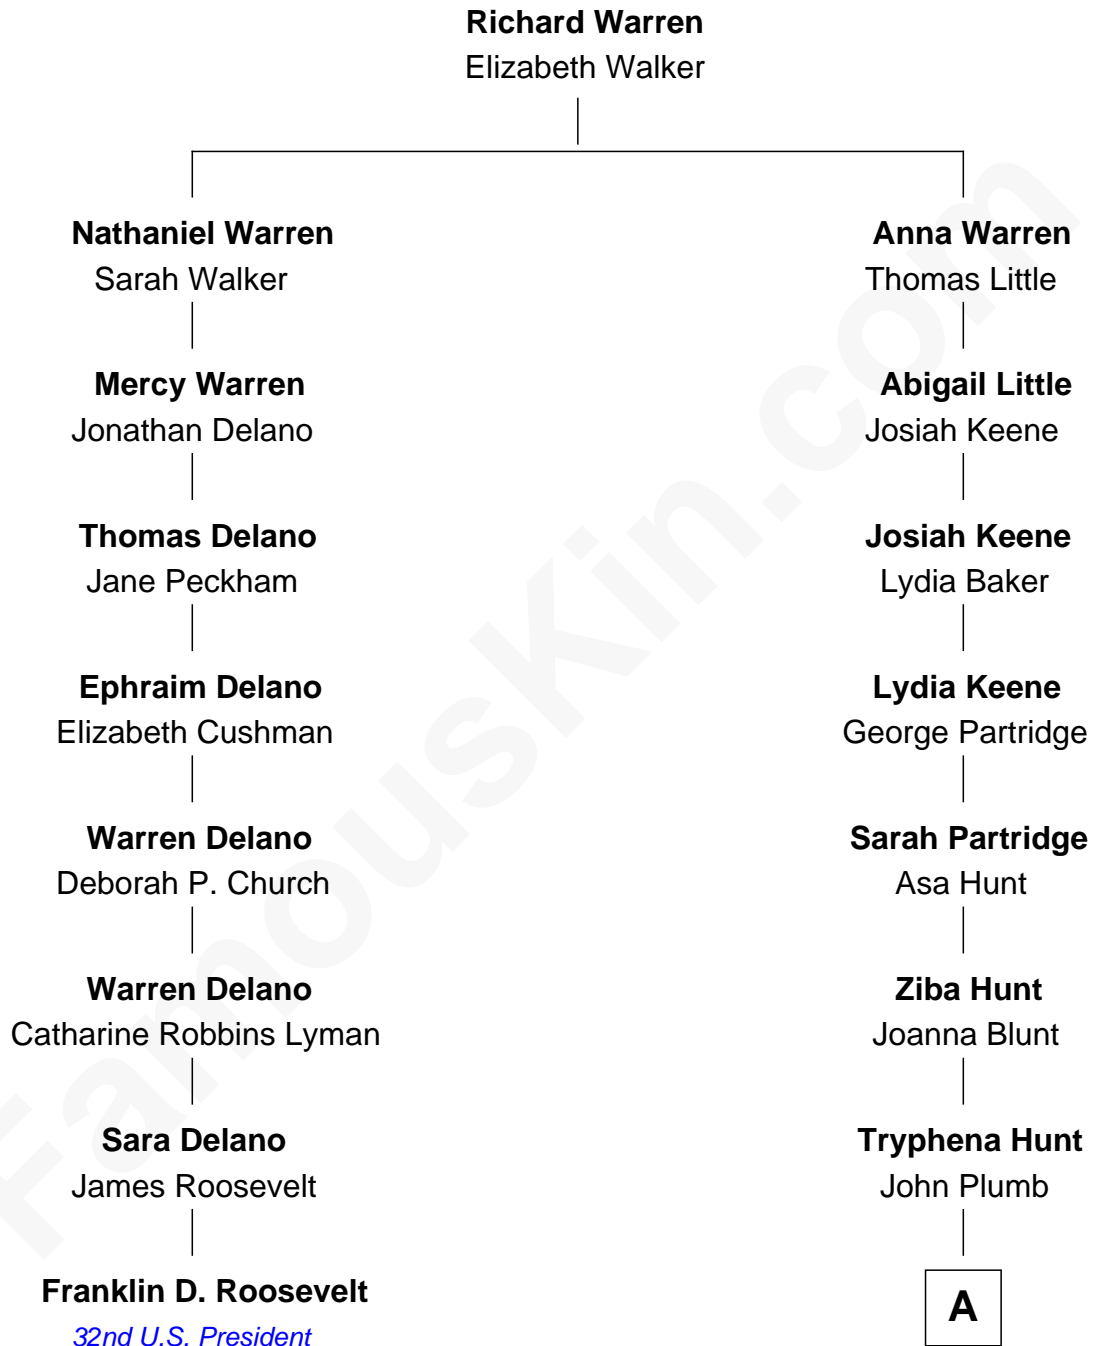 Richard Warren
Elizabeth Walker
Nathaniel Warren
Sarah Walker
Anna Warren
Thomas Little
Mercy Warren
Jonathan Delano
Abigail Little
Josiah Keene
Thomas Delano
Jane Peckham
Josiah Keene
Lydia Baker
Ephraim Delano
Elizabeth Cushman
Lydia Keene
George Partridge
Warren Delano
Deborah P. Church
Sarah Partridge
Asa Hunt
Warren Delano
Catharine Robbins Lyman
Ziba Hunt
Joanna Blunt
Sara Delano
James Roosevelt
Tryphena Hunt
John Plumb
Franklin D. Roosevelt
32nd U.S. President
A
FamousKin.com